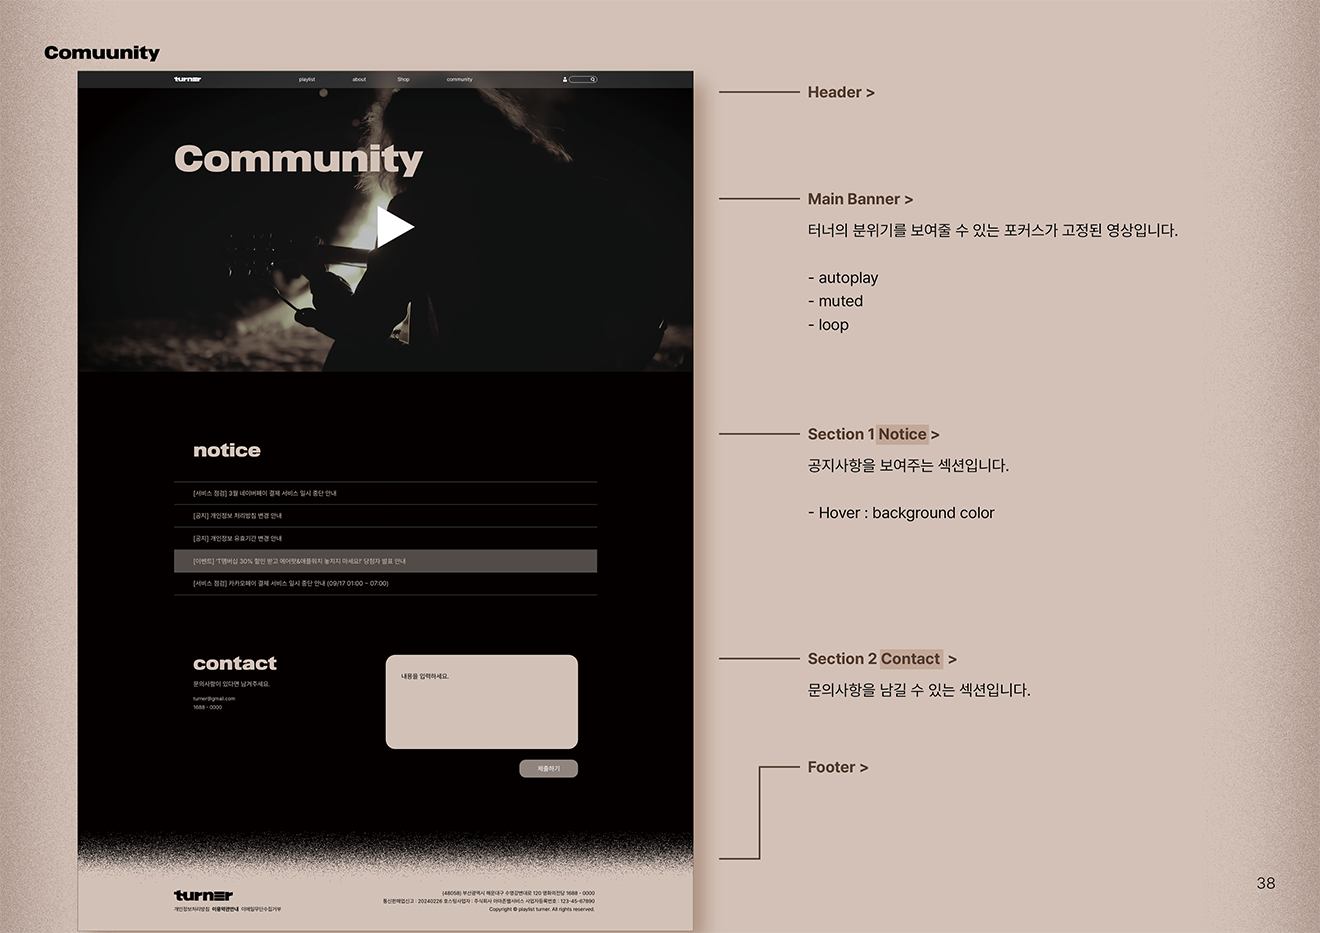 Comuunity
turner playlist about Shop community
Community
notice
[서비스 점검] 3월 네이버페이 결제 서비스 일시 중단 안내
[공지] 개인정보 처리방침 변경 안내
[공지] 개인정보 유효기간 변경 안내
[이벤트] 'T멤버십 30% 할인 받고 에어팟&애플워치 놓치지 마세요!' 당첨자 발표 안내
[서비스 점검] 카카오페이 결제 서비스 일시 중단 안내 (09/17 01:00 ~ 07:00)
contact
문의사항이 있다면 남겨주세요.
turner@gmail.com
1688 - 0000
내용을 입력하세요.
제출하기
turner
개인정보처리방침 이용약관안내 이메일무단수집거부
(48058) 부산광역시 해운대구 수영강변대로 120 영화의전당 1688 - 0000
통신판매업신고 : 20240226 호스팅사업자 : 주식회사 아마존웹서비스 사업자등록번호 : 123-45-67890
Copyright © playlist turner. All rights reserved.
Header >
Main Banner >
터너의 분위기를 보여줄 수 있는 포커스가 고정된 영상입니다.
- autoplay
- muted
- loop
Section 1 Notice >
공지사항을 보여주는 섹션입니다.
- Hover : background color
Section 2 Contact >
문의사항을 남길 수 있는 섹션입니다.
Footer >
38